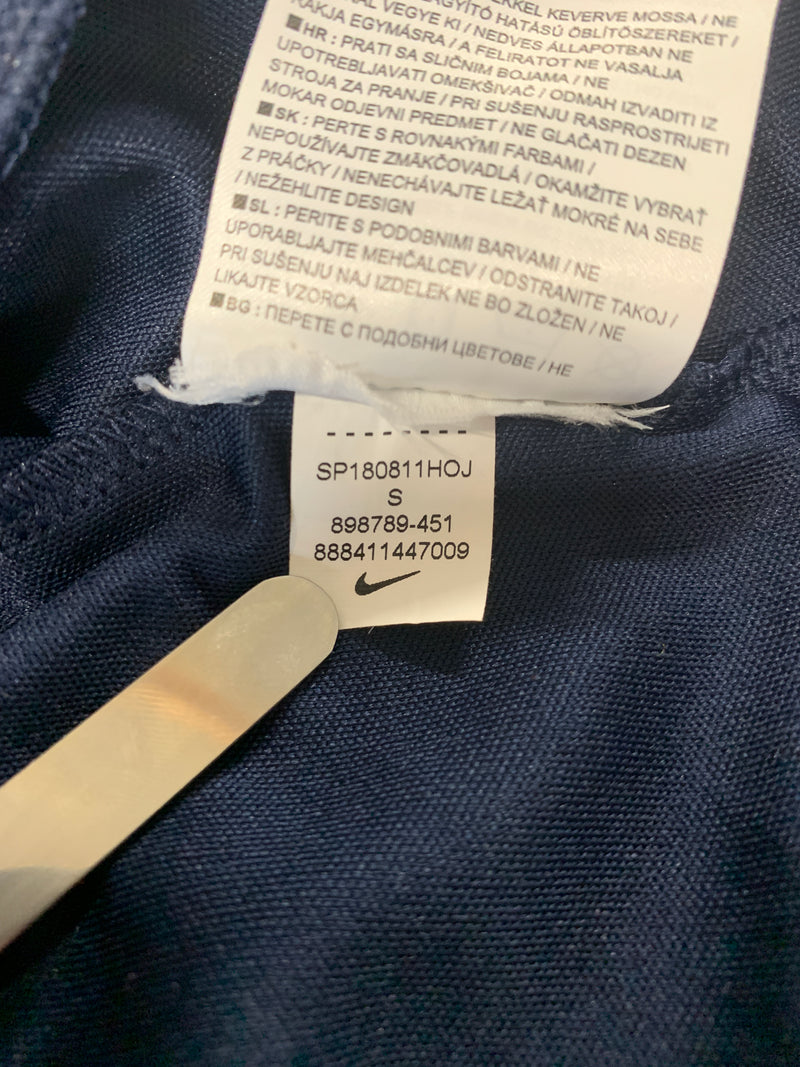 KEVERVE MOSSA / NE
VEGYE KI / NEDVES ÁLLAPOTBAN NE
RAKJA EGYMÁSRA / A FELIRATOT NE VASALJA
HR : PRATI SA SLIČNIM BOJAMA / NE
UPOTREBLJAVATI OMEKŠIVAČ / ODMAH IZVADITI IZ
STROJA ZA PRANJE / PRI SUŠENJU RASPROSTRIJETI
MOKAR ODJEVNI PREDMET / NE GLAČATI DEZEN
SK : PERTE S ROVNAKÝMI FARBAMI /
NEPOUŽÍVAJTE ZMÄKČOVADLÁ / OKAMŽITE VYBRAŤ
Z PRÁČKY / NENECHÁVAJTE LEŽAŤ MOKRÉ NA SEBE
/ NEŽEHLITE DESIGN
SL : PERITE S PODOBNIMI BARVAMI / NE
UPORABLJAJTE MEHČALCEV / ODSTRANITE TAKOJ /
PRI SUŠENJU NAJ IZDELEK NE BO ZLOŽEN / NE
LIKAJTE VZORCA
BG : ПЕРЕТЕ С ПОДОБНИ ЦВЕТОВЕ / НЕ
SP180811HOJ
S
898789-451
888411447009